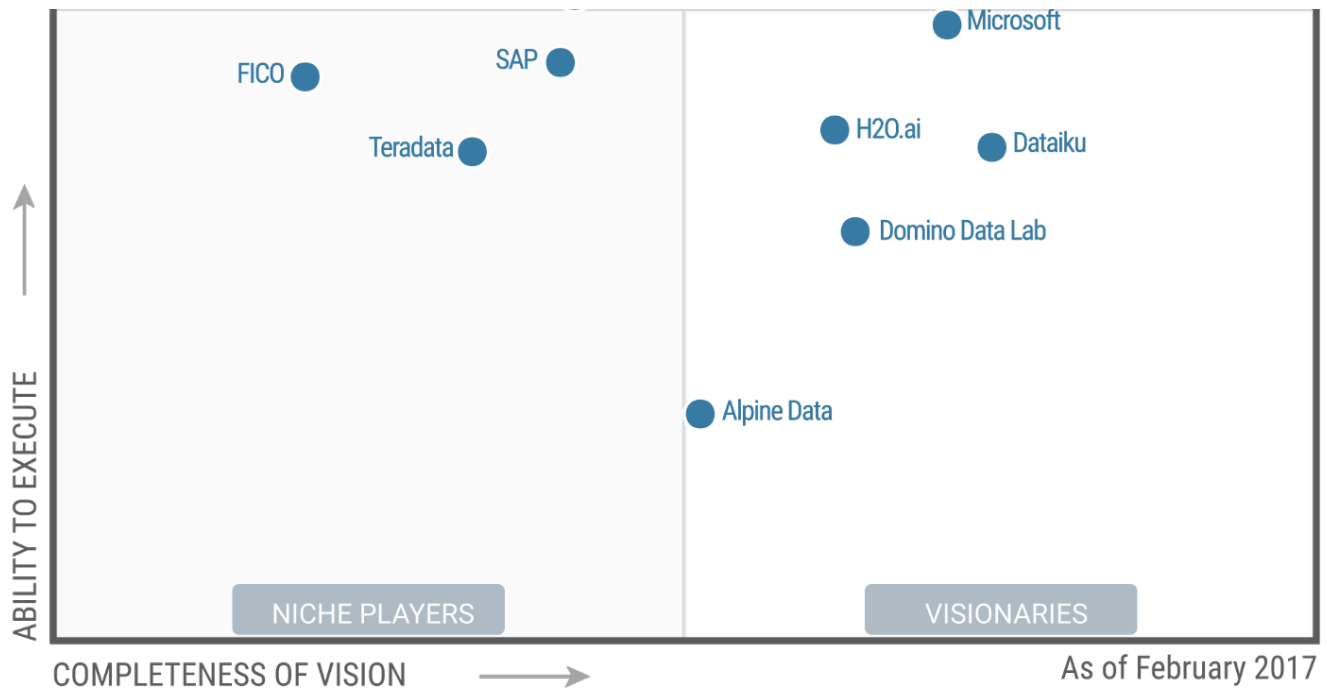 Microsoft
SAP
FICO
H2O.ai
Dataiku
Teradata
Domino Data Lab
Alpine Data
ABILITY TO EXECUTE
NICHE PLAYERS
VISIONARIES
COMPLETENESS OF VISION
As of February 2017